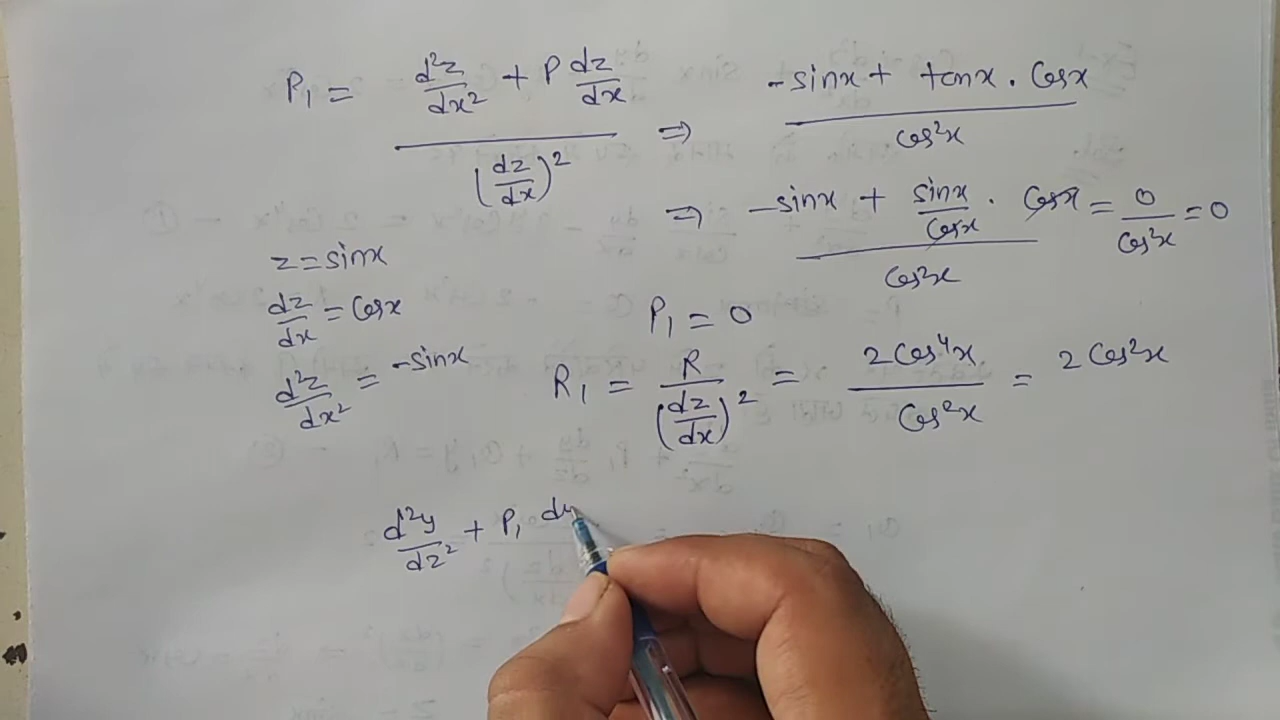 P₁ = (d²z/dx² + P dz/dx) / (dz/dx)² ⇒ (-sinx + tanx . Cosx) / cos²x
⇒ (-sinx + sinx/cosx . cosx) / cos²x = 0/cos²x = 0
z = sinx
dz/dx = cosx
P₁ = 0
d²z/dx² = -sinx
R₁ = R/(dz/dx)² = 2Cos⁴x/Cos²x = 2Cos²x
d²y/dz² + P₁ dy